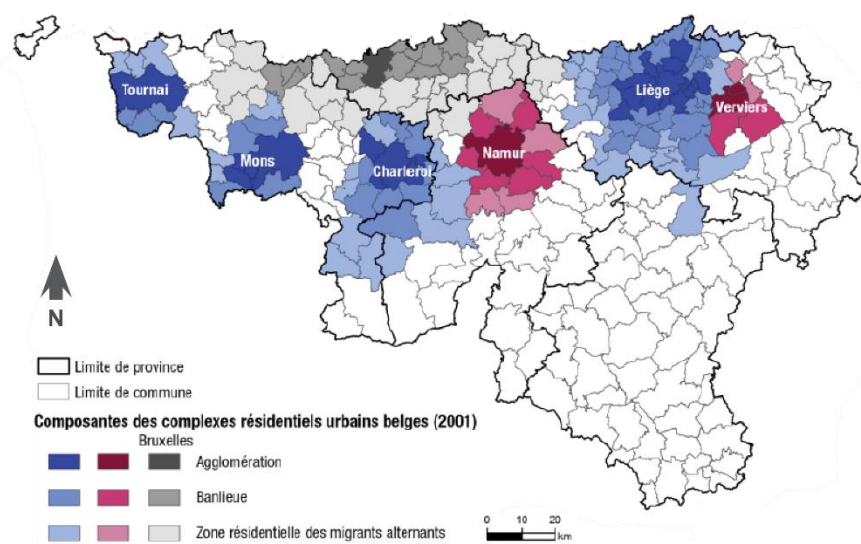 Tournai
Liège
Verviers
Mons
Charleroi
Namur
N
Limite de province
Limite de commune
Composantes des complexes résidentiels urbains belges (2001)
Bruxelles
Agglomération
Banlieue
Zone résidentielle des migrants alternants
0 10 20
km